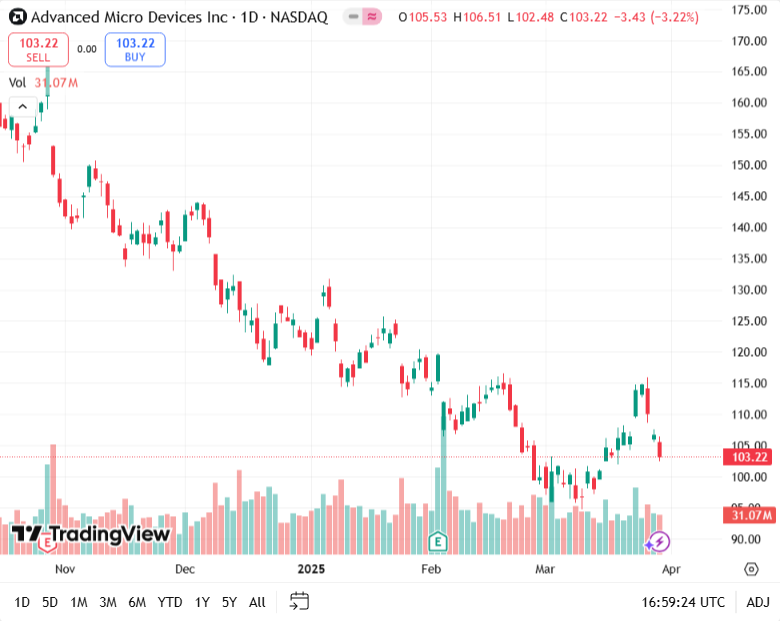 Advanced Micro Devices Inc · 1D · NASDAQ O105.53 H106.51 L102.48 C103.22 −3.43 (−3.22%)
103.22 SELL 0.00 103.22 BUY
Vol 31.07M
175.00
170.00
165.00
160.00
155.00
150.00
145.00
140.00
135.00
130.00
125.00
120.00
115.00
110.00
105.00
103.22
100.00
95.00
31.07M
90.00
E E
TradingView
Nov Dec 2025 Feb Mar Apr
1D 5D 1M 3M 6M YTD 1Y 5Y All 16:59:24 UTC ADJ